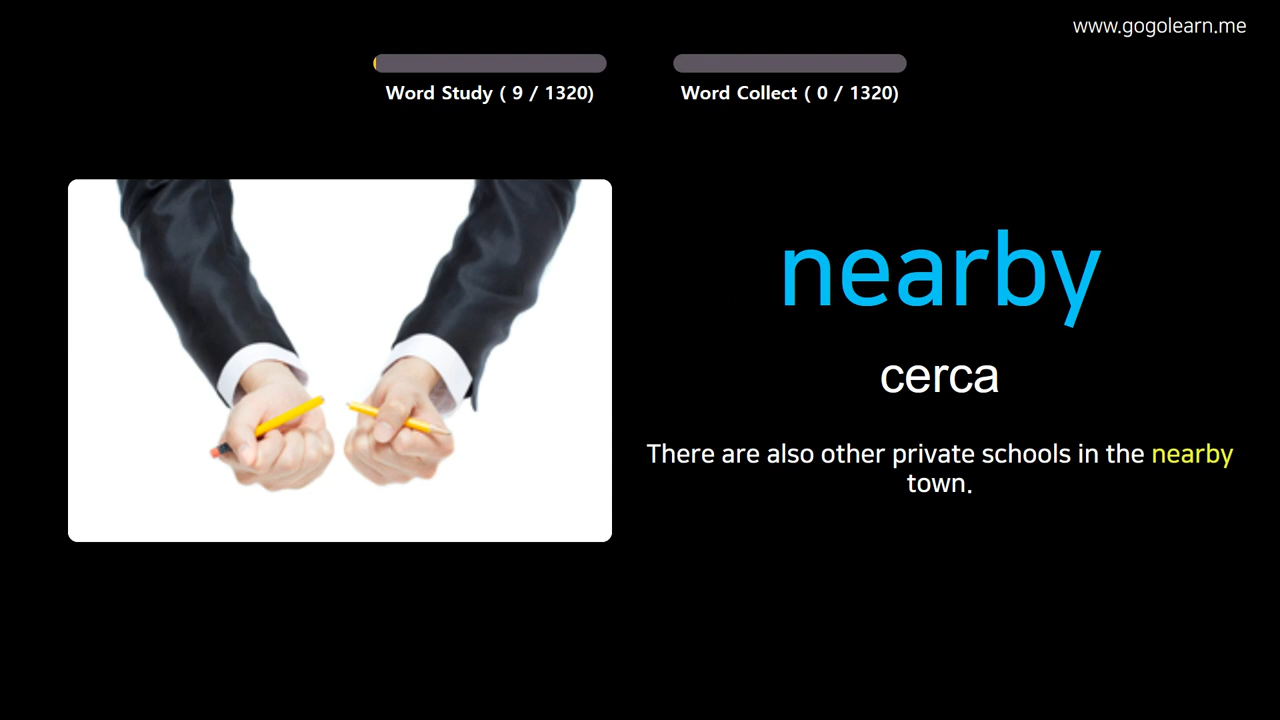 www.gogolearn.me
Word Study ( 9 / 1320)
Word Collect ( 0 / 1320)
nearby
cerca
There are also other private schools in the nearby
town.